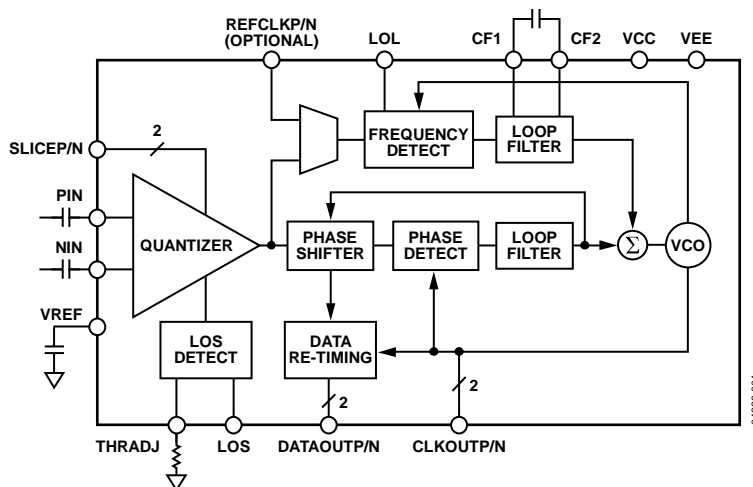 REFCLKP/N
(OPTIONAL)
LOL
CF1
CF2
VCC
VEE
SLICEP/N
2
FREQUENCY
DETECT
LOOP
FILTER
PIN
NIN
QUANTIZER
PHASE
SHIFTER
PHASE
DETECT
LOOP
FILTER
Σ
VCO
VREF
LOS
DETECT
DATA
RE-TIMING
2
2
THRADJ
LOS
DATAOUTP/N
CLKOUTP/N